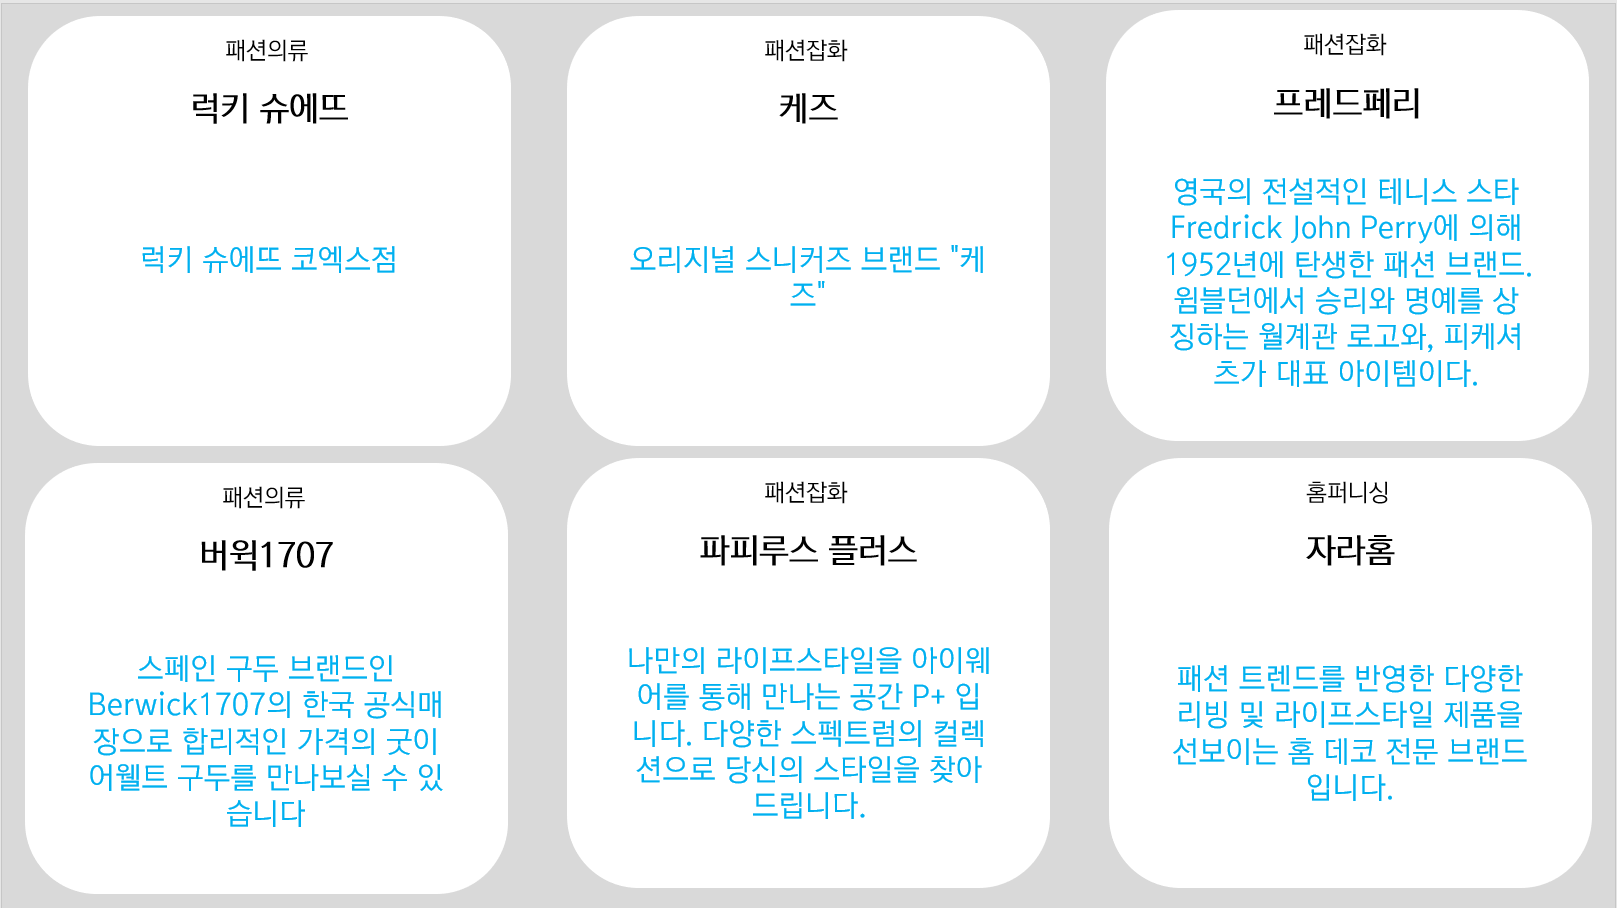 패션의류
럭키 슈에뜨
럭키 슈에뜨 코엑스점
패션잡화
케즈
오리지널 스니커즈 브랜드 "케
즈"
패션잡화
프레드페리
영국의 전설적인 테니스 스타
Fredrick John Perry에 의해
1952년에 탄생한 패션 브랜드.
윔블던에서 승리와 명예를 상
징하는 월계관 로고와, 피케셔
츠가 대표 아이템이다.
패션의류
버윅1707
스페인 구두 브랜드인
Berwick1707의 한국 공식매
장으로 합리적인 가격의 굿이
어웰트 구두를 만나보실 수 있
습니다
패션잡화
파피루스 플러스
나만의 라이프스타일을 아이웨
어를 통해 만나는 공간 P+ 입
니다. 다양한 스펙트럼의 컬렉
션으로 당신의 스타일을 찾아
드립니다.
홈퍼니싱
자라홈
패션 트렌드를 반영한 다양한
리빙 및 라이프스타일 제품을
선보이는 홈 데코 전문 브랜드
입니다.